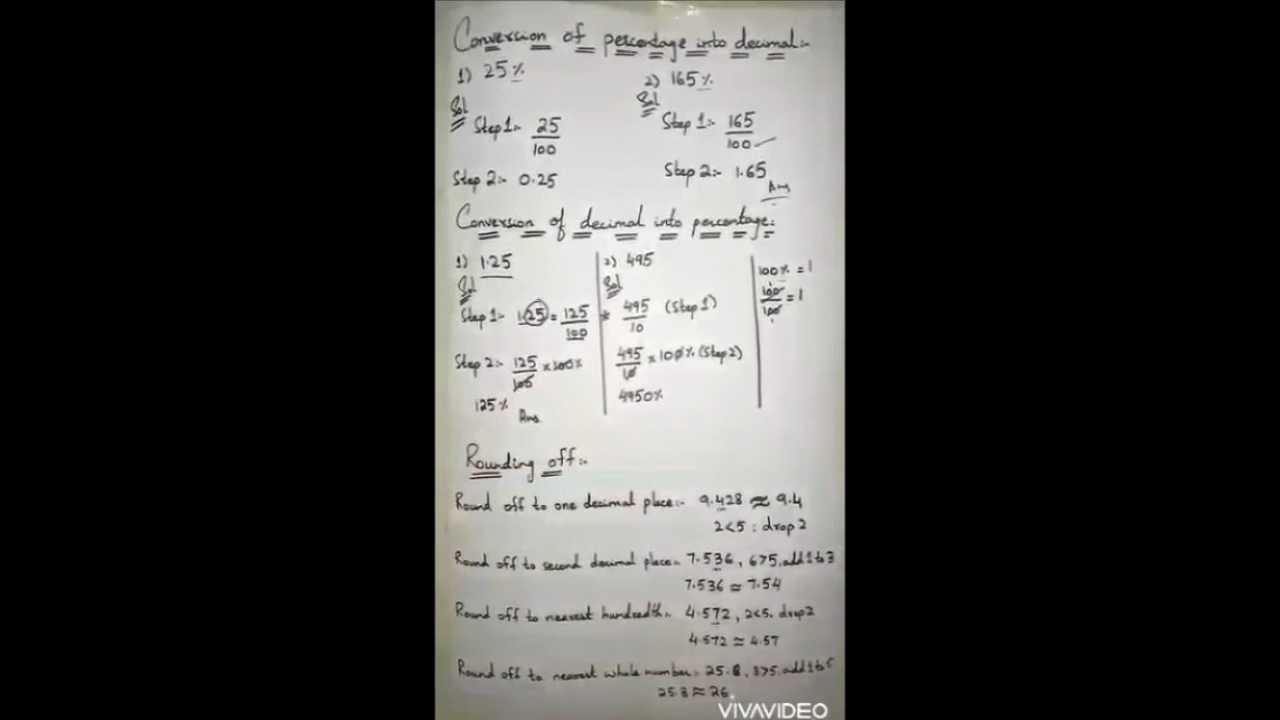 Conversion of percentage into decimal:-
1) 25%
2) 165%
Sol
Sol
Step 1:- 25/100
Step 1:- 165/100
Step 2:- 0.25
Step 2:- 1.65
Ans
Conversion of decimal into percentage:
1) 1.25
2) 495
100% = 1
Sol
Sol
100/100 = 1
Step 1:- 1.25 = 125/100
* 495/10 (Step 1)
Step 2:- 125/100 × 100%
495/10 × 100% (Step 2)
125% Ans
4950%
Rounding off:-
Round off to one decimal place:- 9.428 ≈ 9.4
2<5 : drop 2
Round off to second decimal place:- 7.536, 675, add 1 to 3
7.536 ≈ 7.54
Round off to nearest hundredth:- 4.572, 2<5, drop 2
4.572 ≈ 4.57
Round off to nearest whole number:- 25.8, 875, add 1 to 5
25.8 ≈ 26
VIVAVIDEO